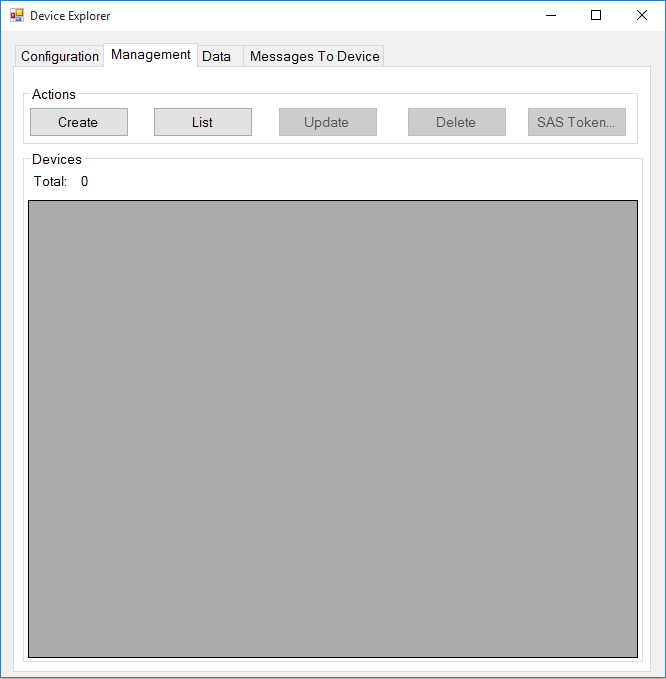 Device Explorer
Configuration Management Data Messages To Device
Actions
Create List Update Delete SAS Token...
Devices
Total: 0